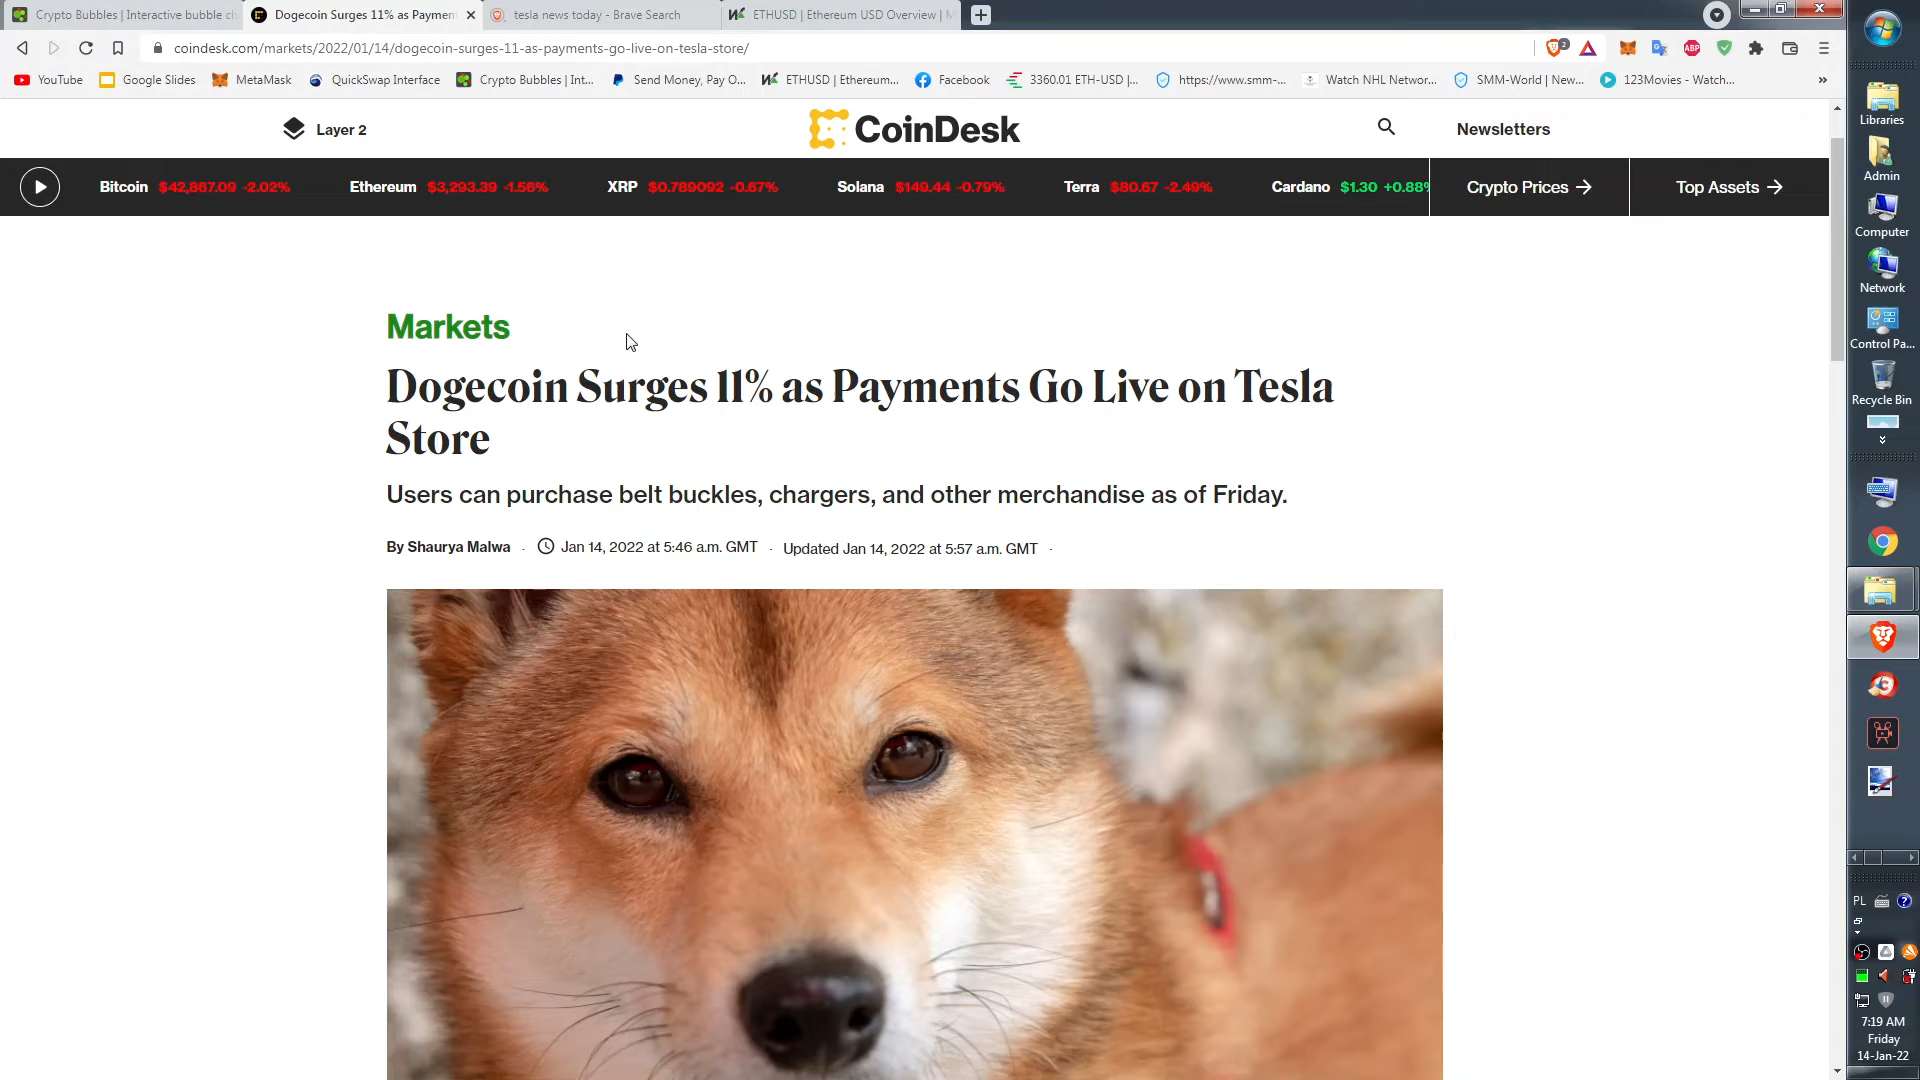 Crypto Bubbles | Interactive bubble ch
Dogecoin Surges 11% as Paymen
tesla news today - Brave Search
ETHUSD | Ethereum USD Overview | M
coindesk.com/markets/2022/01/14/dogecoin-surges-11-as-payments-go-live-on-tesla-store/
2
ABP
YouTube
Google Slides
MetaMask
QuickSwap Interface
Crypto Bubbles | Int...
Send Money, Pay O...
ETHUSD | Ethereum...
Facebook
3360.01 ETH-USD |...
https://www.smm-...
Watch NHL Networ...
SMM-World | New...
123Movies - Watch...
Layer 2
CoinDesk
Newsletters
Bitcoin $42,867.09 -2.02%
Ethereum $3,293.39 -1.56%
XRP $0.789092 -0.67%
Solana $149.44 -0.79%
Terra $80.67 -2.49%
Cardano $1.30 +0.88%
Crypto Prices →
Top Assets →
Markets
Dogecoin Surges 11% as Payments Go Live on Tesla
Store
Users can purchase belt buckles, chargers, and other merchandise as of Friday.
By Shaurya Malwa · Jan 14, 2022 at 5:46 a.m. GMT · Updated Jan 14, 2022 at 5:57 a.m. GMT ·
Libraries
Admin
Computer
Network
Control Pa...
Recycle Bin
PL
7:19 AM
Friday
14-Jan-22